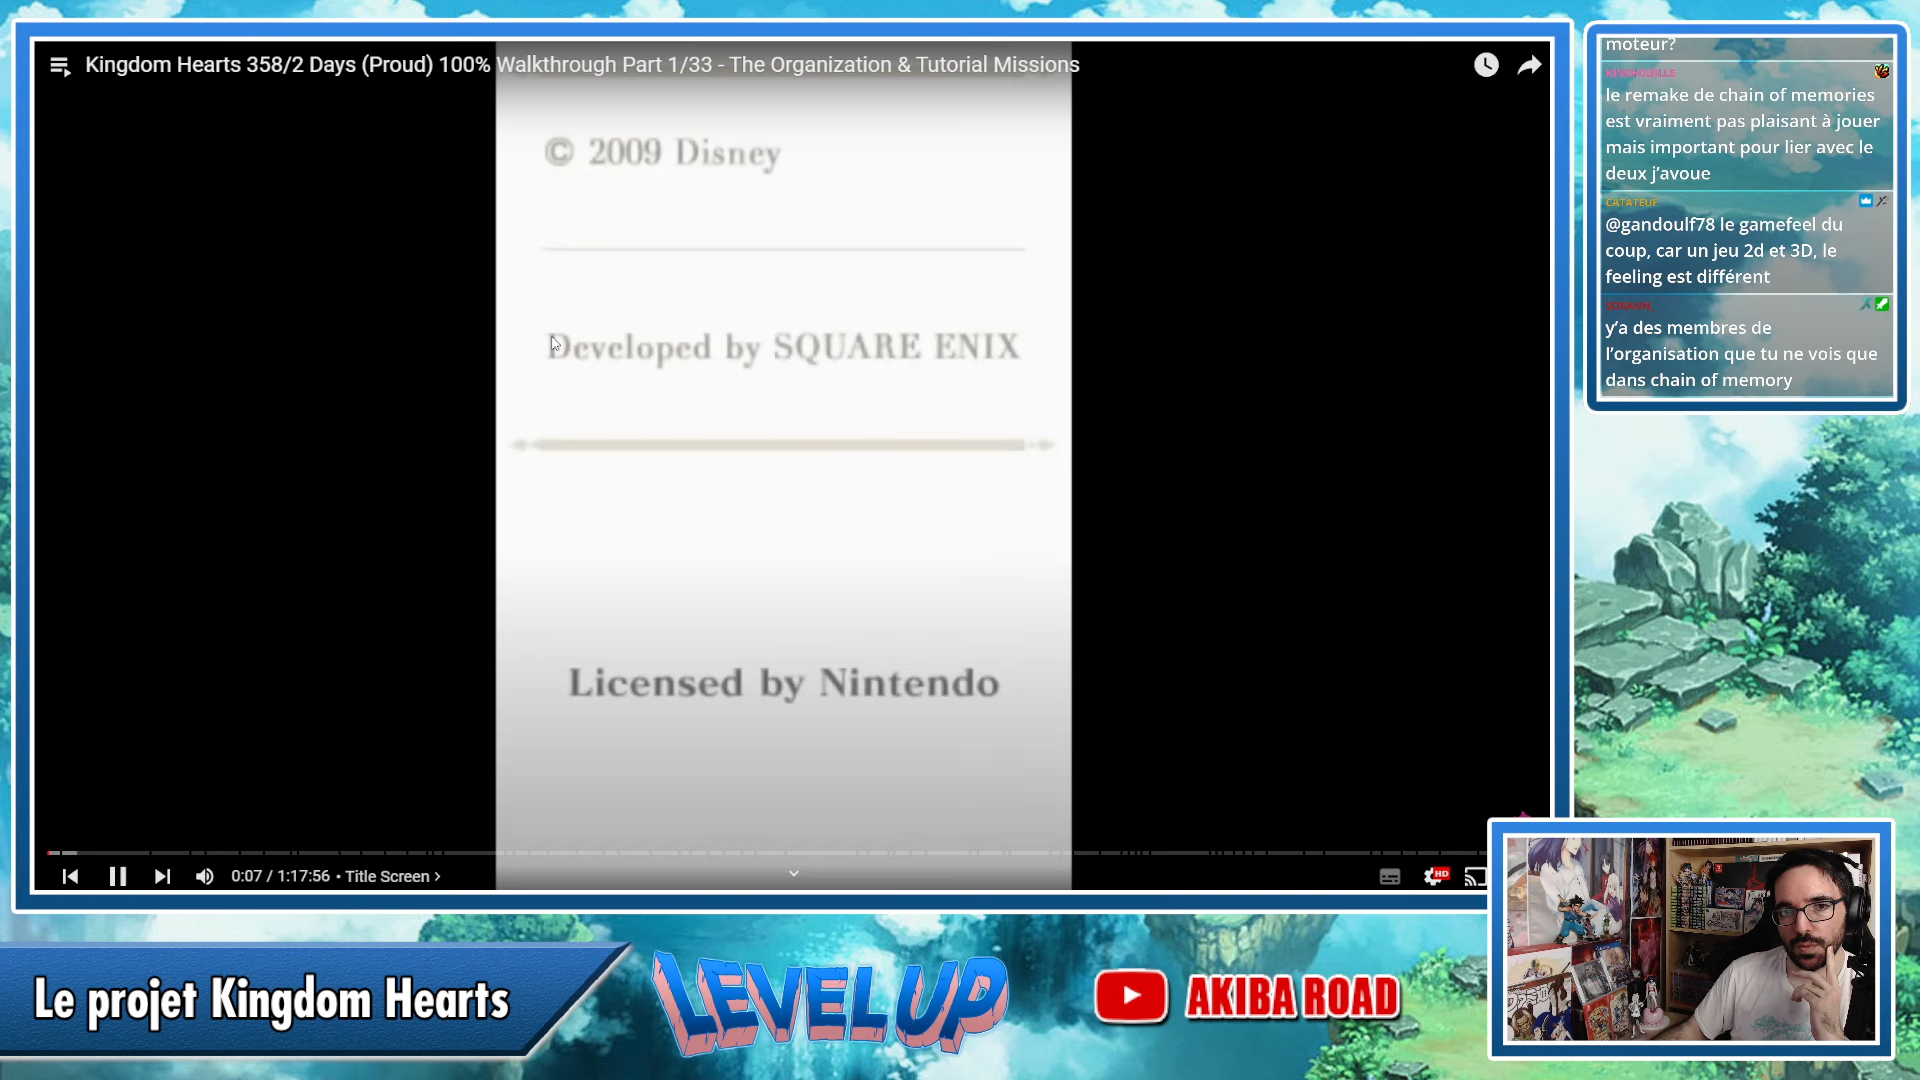 Kingdom Hearts 358/2 Days (Proud) 100% Walkthrough Part 1/33 - The Organization & Tutorial Missions
© 2009 Disney
Developed by SQUARE ENIX
Licensed by Nintendo
0:07 / 1:17:56 • Title Screen >
HD
moteur?
le remake de chain of memories
est vraiment pas plaisant à jouer
mais important pour lier avec le
deux j’avoue
CATATEUF
@gandoulf78 le gamefeel du
coup, car un jeu 2d et 3D, le
feeling est différent
y’a des membres de
l’organisation que tu ne vois que
dans chain of memory
Le projet Kingdom Hearts
LEVEL UP
AKIBA ROAD